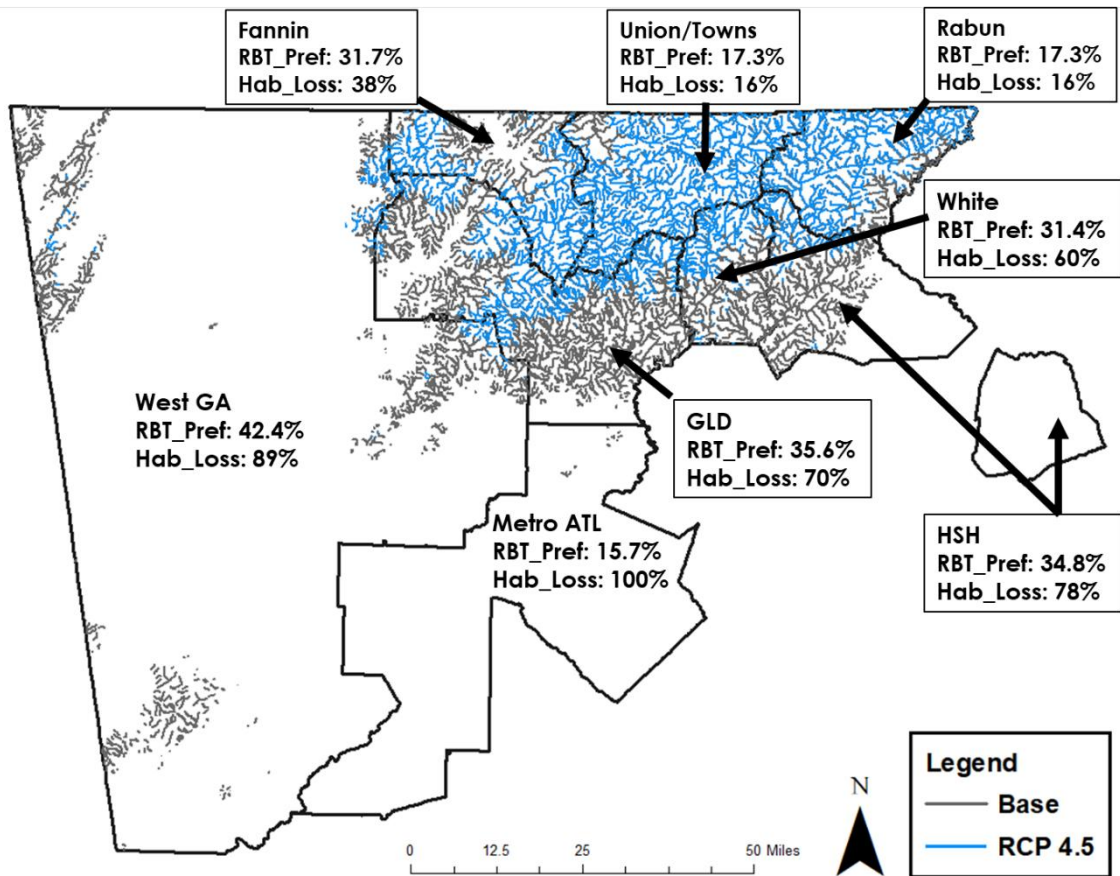 Fannin
RBT_Pref: 31.7%
Hab_Loss: 38%
Union/Towns
RBT_Pref: 17.3%
Hab_Loss: 16%
Rabun
RBT_Pref: 17.3%
Hab_Loss: 16%
White
RBT_Pref: 31.4%
Hab_Loss: 60%
West GA
RBT_Pref: 42.4%
Hab_Loss: 89%
GLD
RBT_Pref: 35.6%
Hab_Loss: 70%
Metro ATL
RBT_Pref: 15.7%
Hab_Loss: 100%
HSH
RBT_Pref: 34.8%
Hab_Loss: 78%
Legend
Base
RCP 4.5
N
0 12.5 25 50 Miles